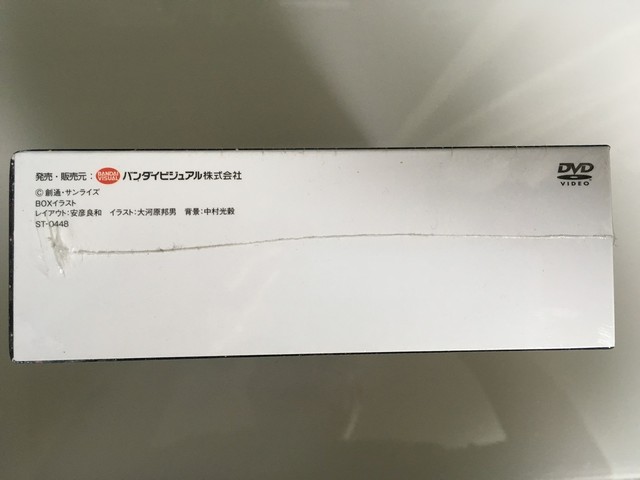 発売・販売元： BANDAI VISUAL バンダイビジュアル株式会社
DVD
VIDEO
© 創通・サンライズ
BOXイラスト
レイアウト：安彦良和 イラスト：大河原邦男 背景：中村光毅
ST-0448